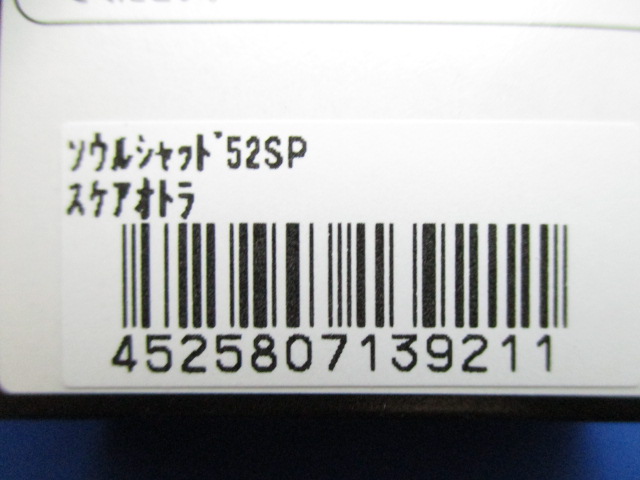 ｿｳﾙｼｬｯﾄﾞ52SP
ｽｹｱｵﾄﾗ
4525807139211